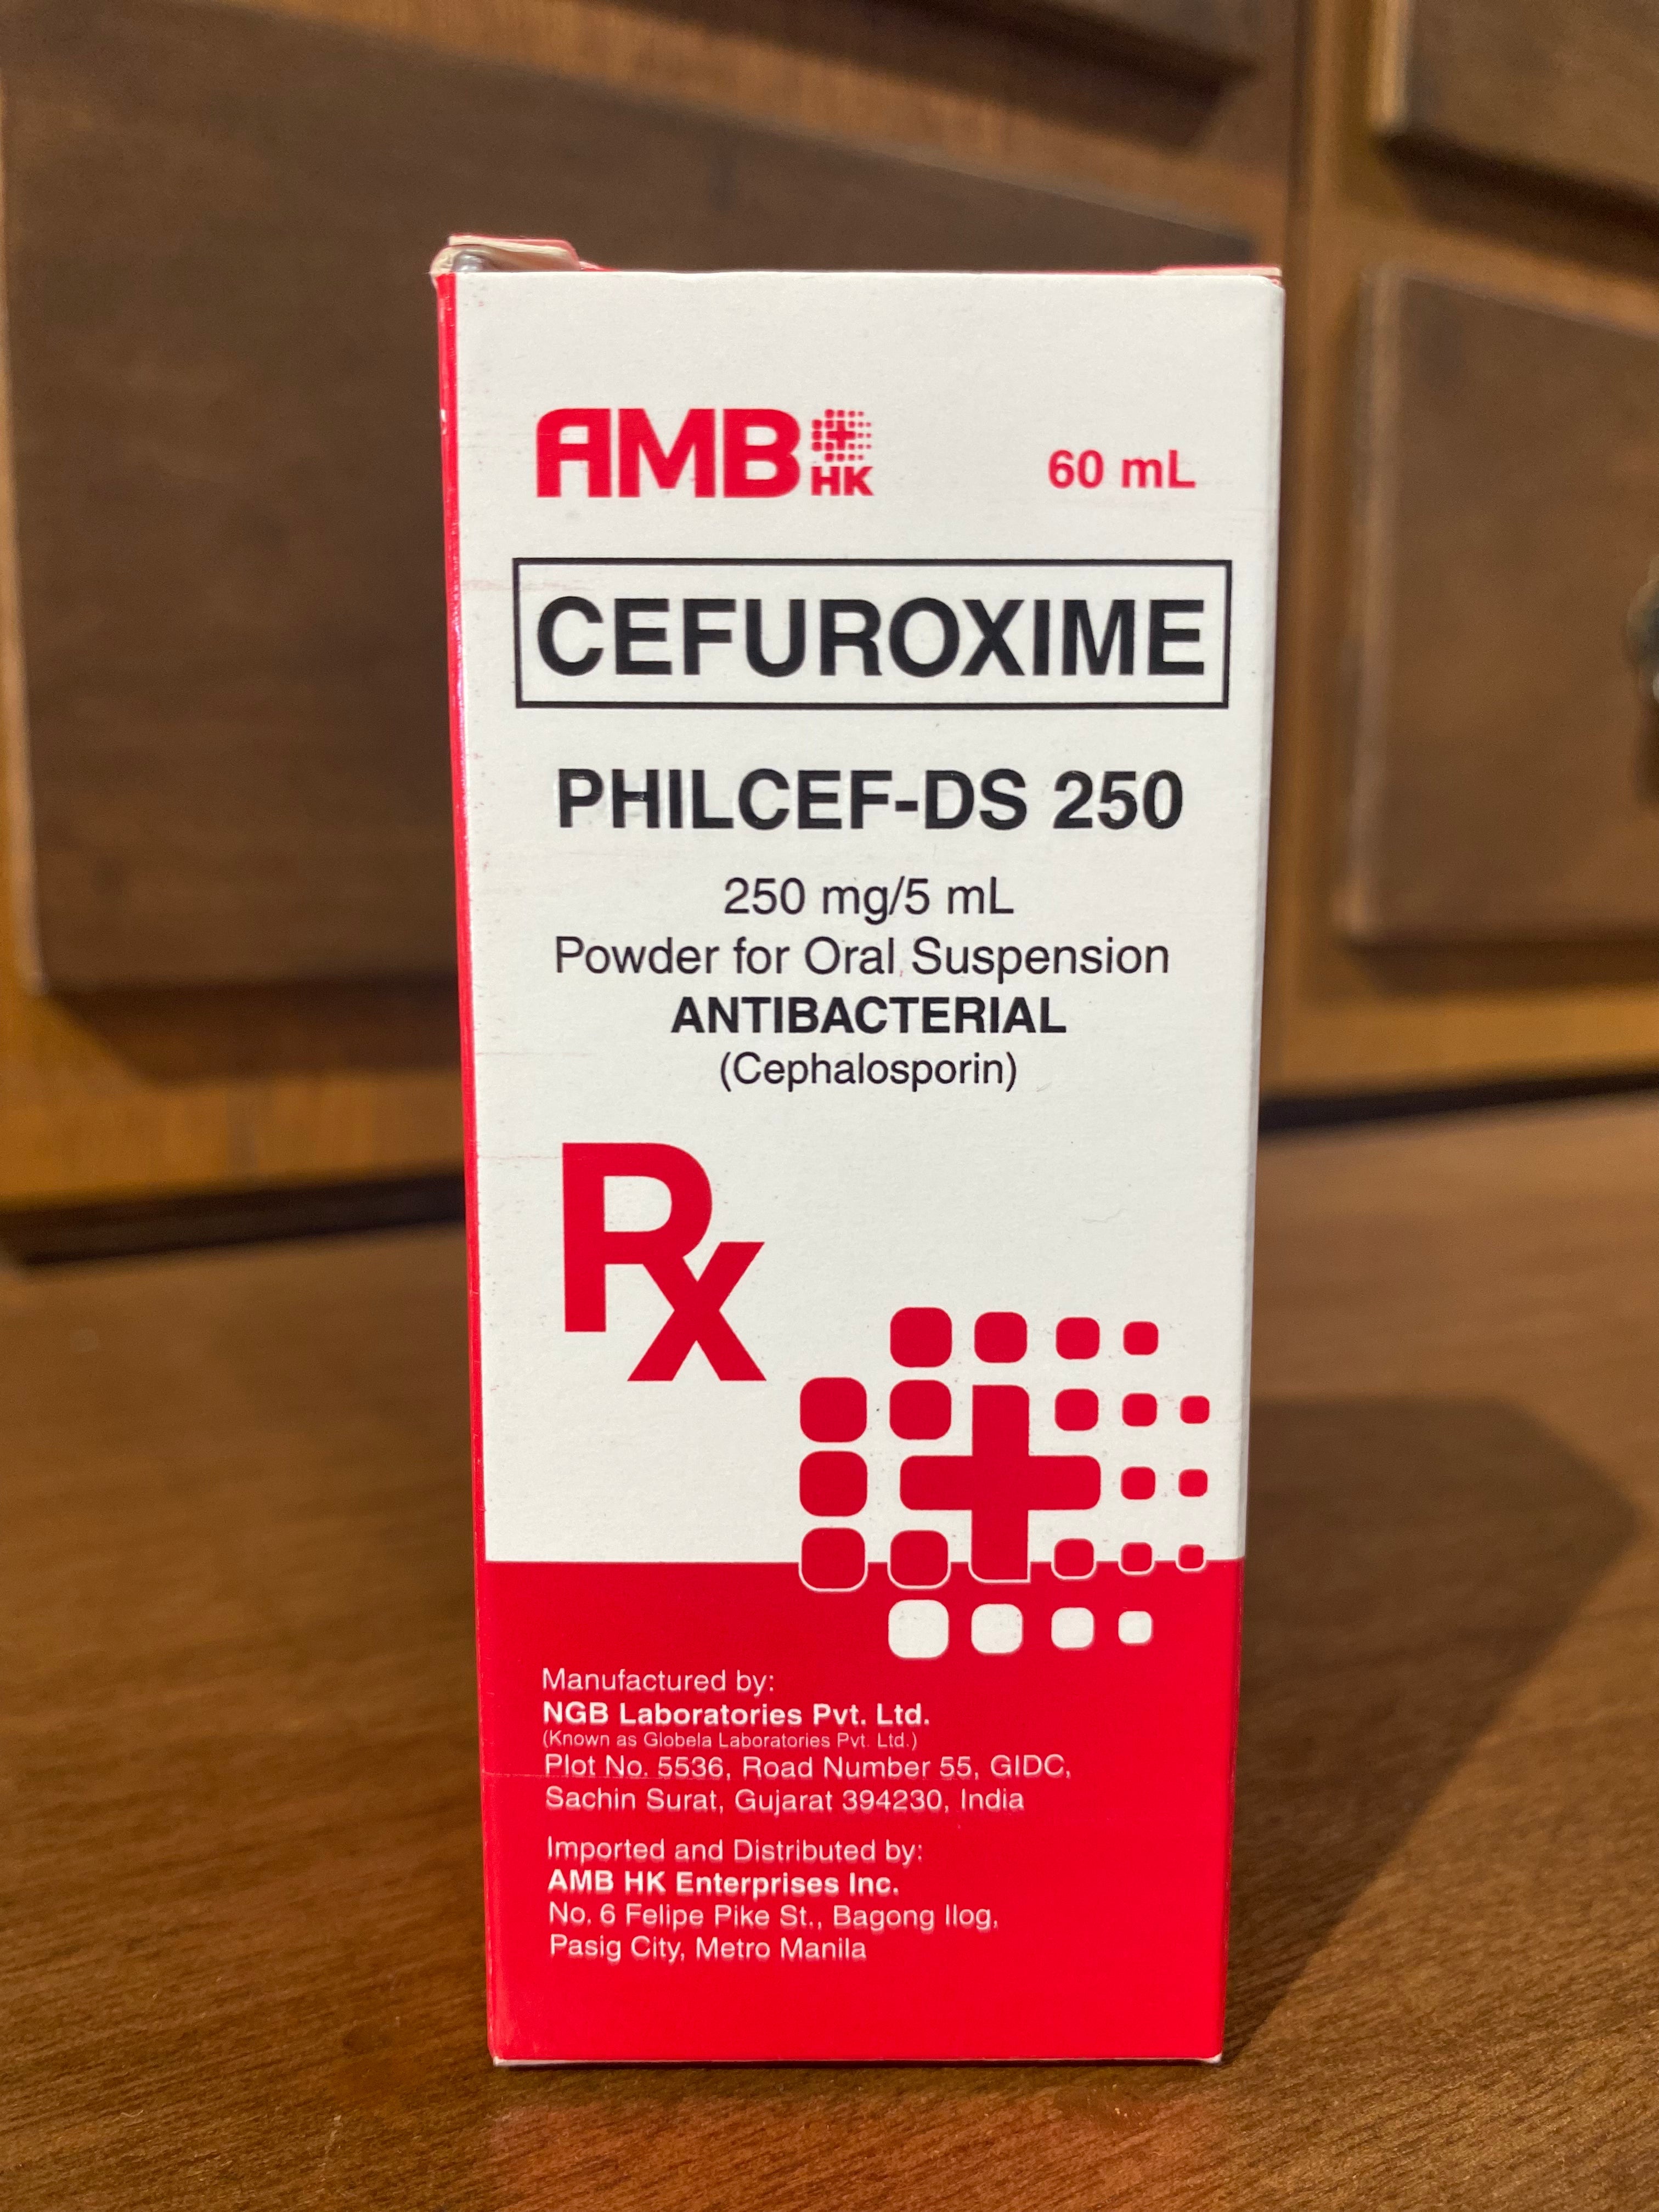 AMB HK
60 mL
CEFUROXIME
PHILCEF-DS 250
250 mg/5 mL
Powder for Oral Suspension
ANTIBACTERIAL
(Cephalosporin)
Rx
Manufactured by:
NGB Laboratories Pvt. Ltd.
(Known as Globela Laboratories Pvt. Ltd.)
Plot No. 5536, Road Number 55, GIDC,
Sachin Surat, Gujarat 394230, India
Imported and Distributed by:
AMB HK Enterprises Inc.
No. 6 Felipe Pike St., Bagong Ilog,
Pasig City, Metro Manila